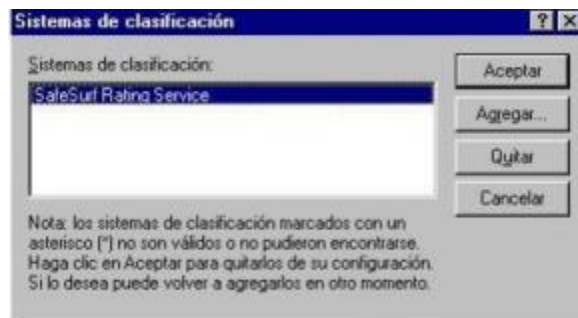 Sistemas de clasificación
Sistemas de clasificación:
SafeSurf Rating Service
Aceptar
Agregar...
Quitar
Cancelar
Nota: los sistemas de clasificación marcados con un
asterisco (*) no son válidos o no pudieron encontrarse.
Haga clic en Aceptar para quitarlos de su configuración.
Si lo desea puede volver a agregarlos en otro momento.